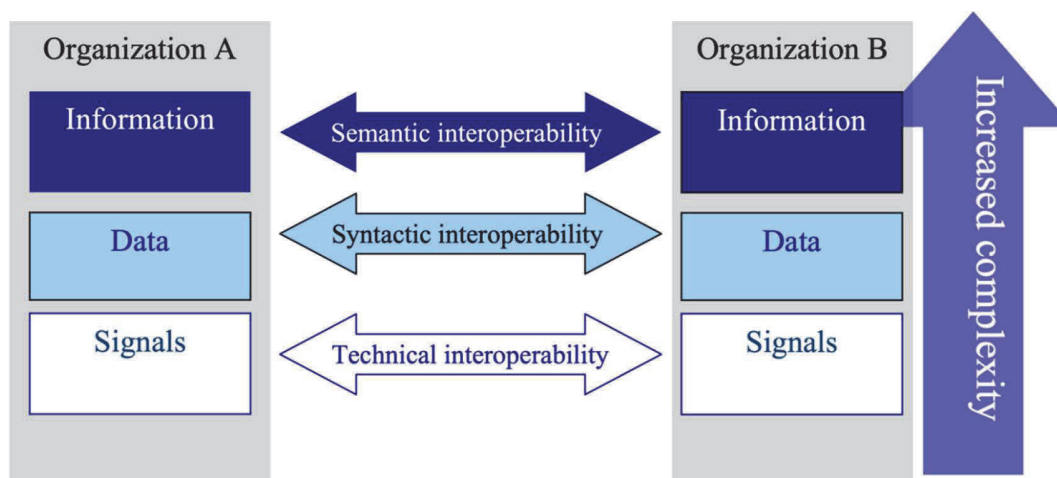 Organization A
Organization B
Information
Semantic interoperability
Information
Data
Syntactic interoperability
Data
Signals
Technical interoperability
Signals
Increased complexity